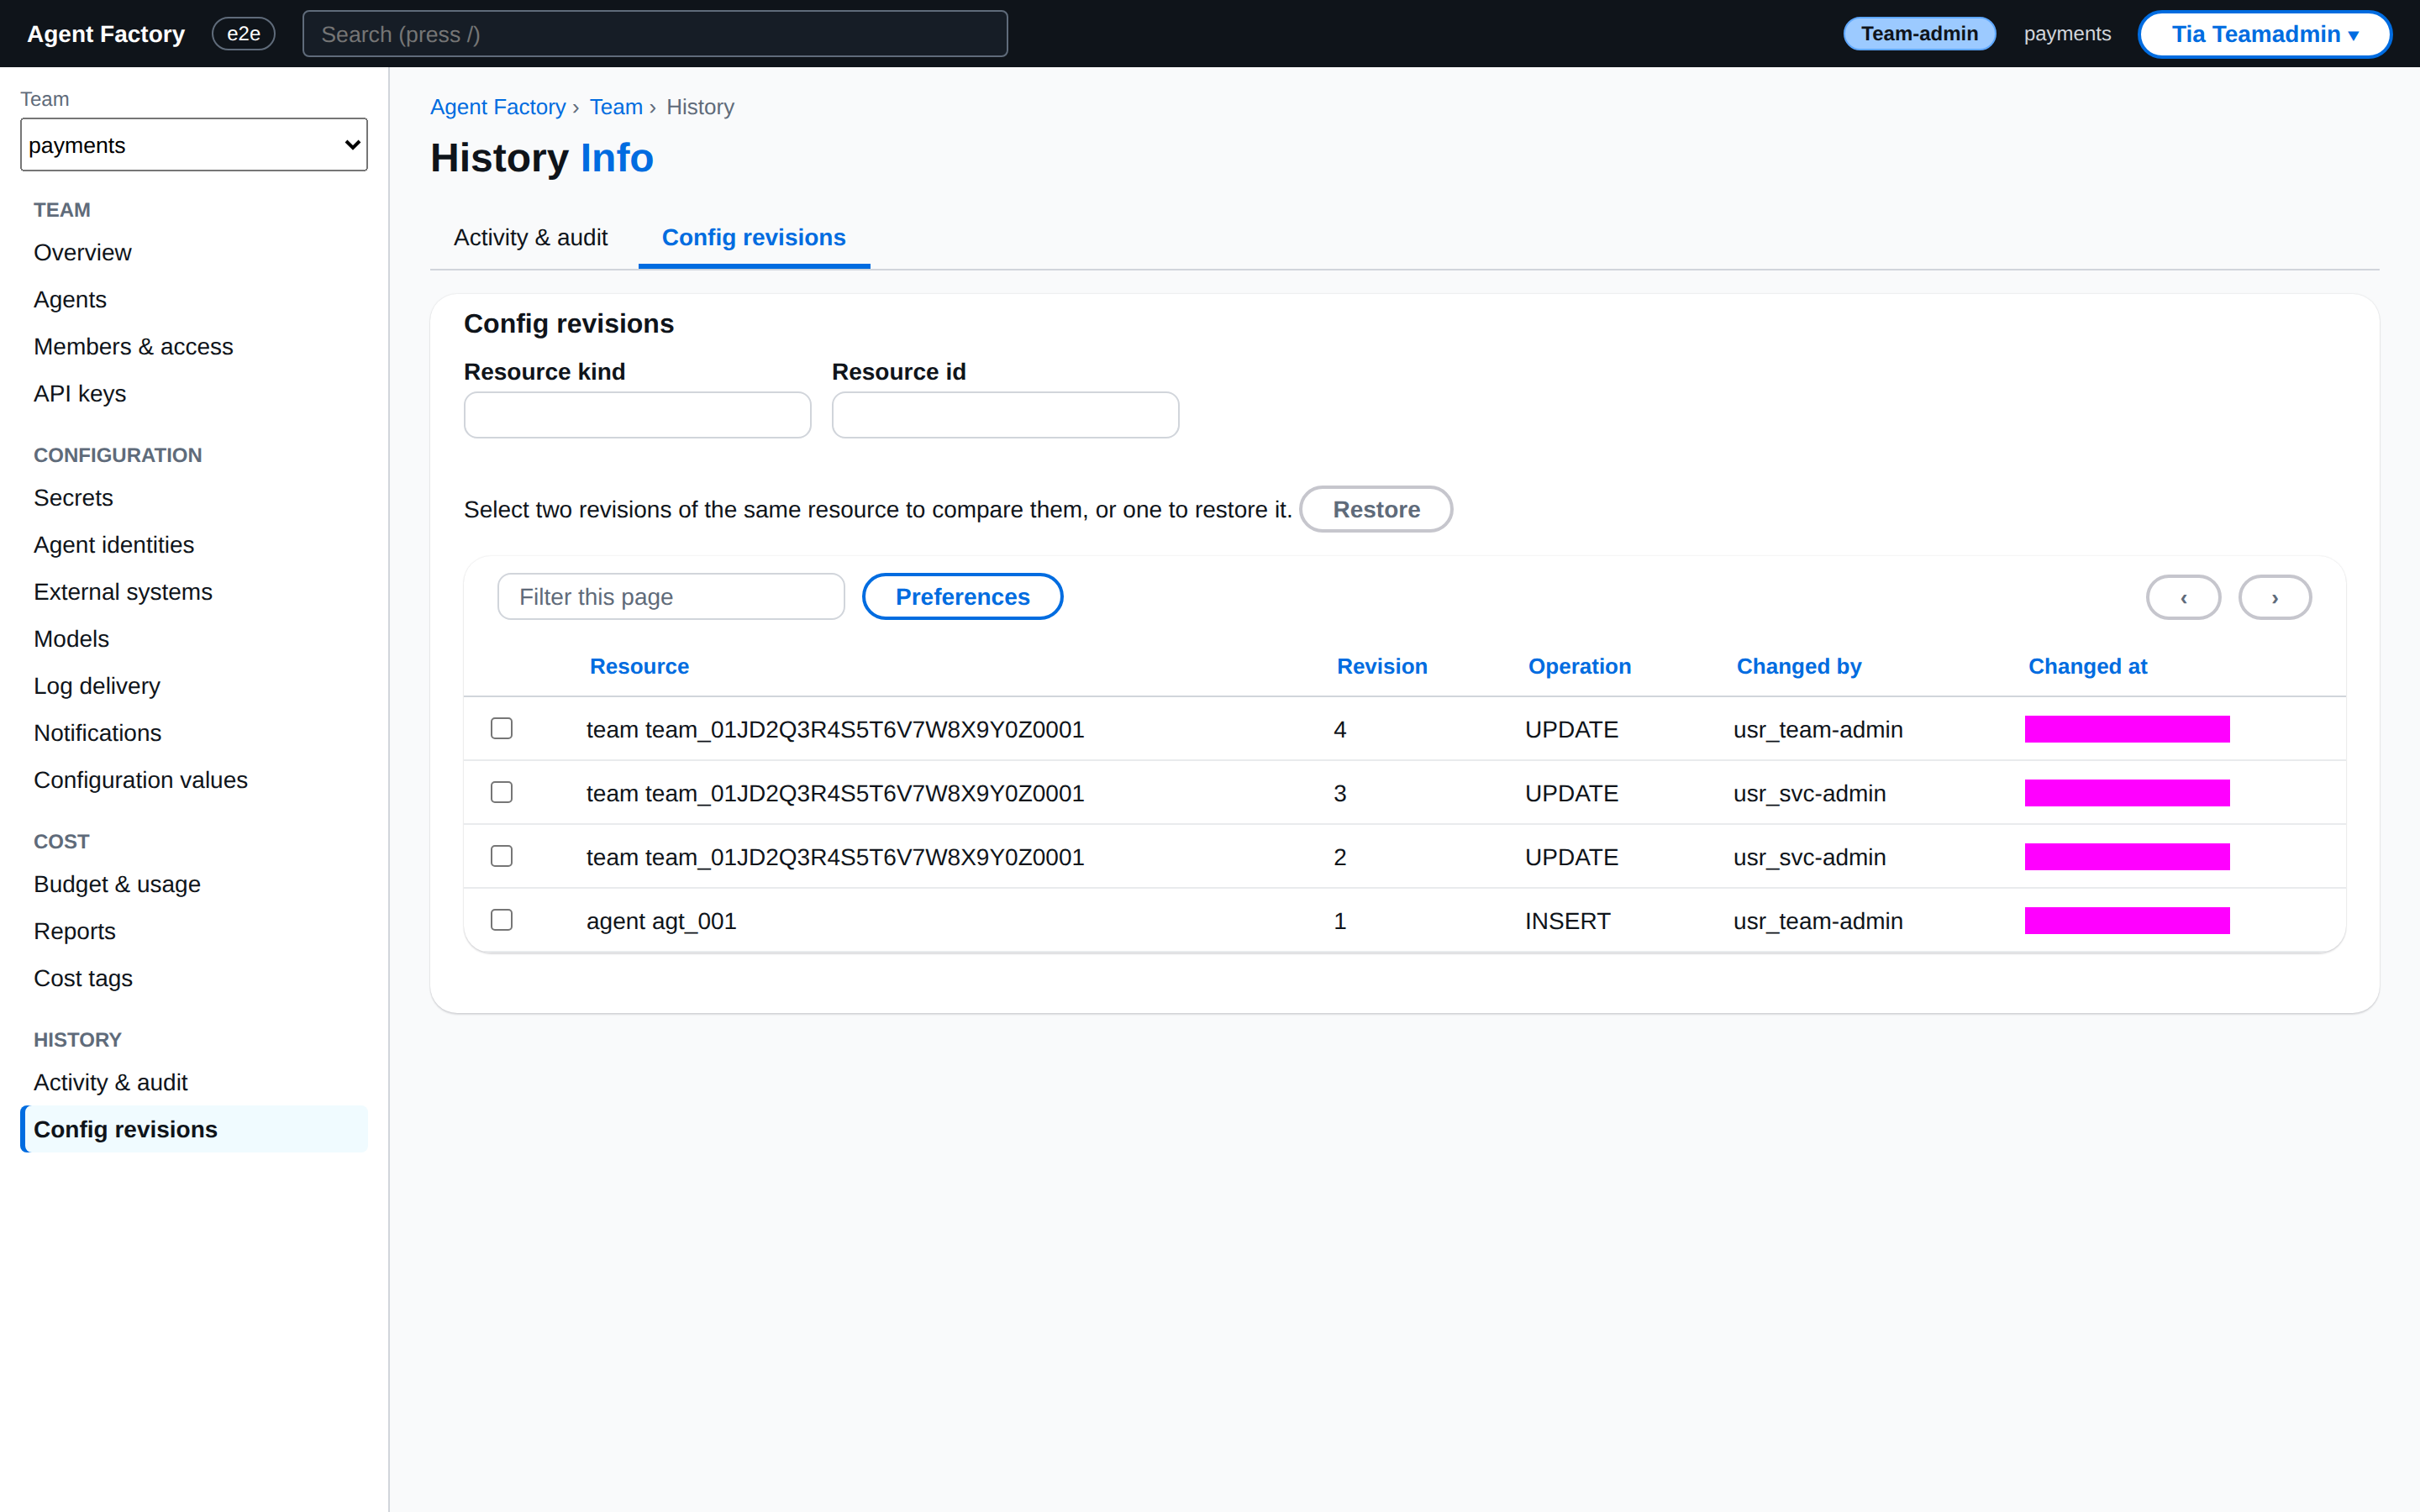 Agent Factory e2e Search (press /) Team-admin payments Tia Teamadmin ▾
Team
payments
TEAM
Overview
Agents
Members & access
API keys
CONFIGURATION
Secrets
Agent identities
External systems
Models
Log delivery
Notifications
Configuration values
COST
Budget & usage
Reports
Cost tags
HISTORY
Activity & audit
Config revisions
Agent Factory › Team › History
History Info
Activity & audit Config revisions
Config revisions
Resource kind Resource id
Select two revisions of the same resource to compare them, or one to restore it. Restore
Filter this page Preferences ‹ ›
Resource Revision Operation Changed by Changed at
team team_01JD2Q3R4S5T6V7W8X9Y0Z0001 4 UPDATE usr_team-admin
team team_01JD2Q3R4S5T6V7W8X9Y0Z0001 3 UPDATE usr_svc-admin
team team_01JD2Q3R4S5T6V7W8X9Y0Z0001 2 UPDATE usr_svc-admin
agent agt_001 1 INSERT usr_team-admin